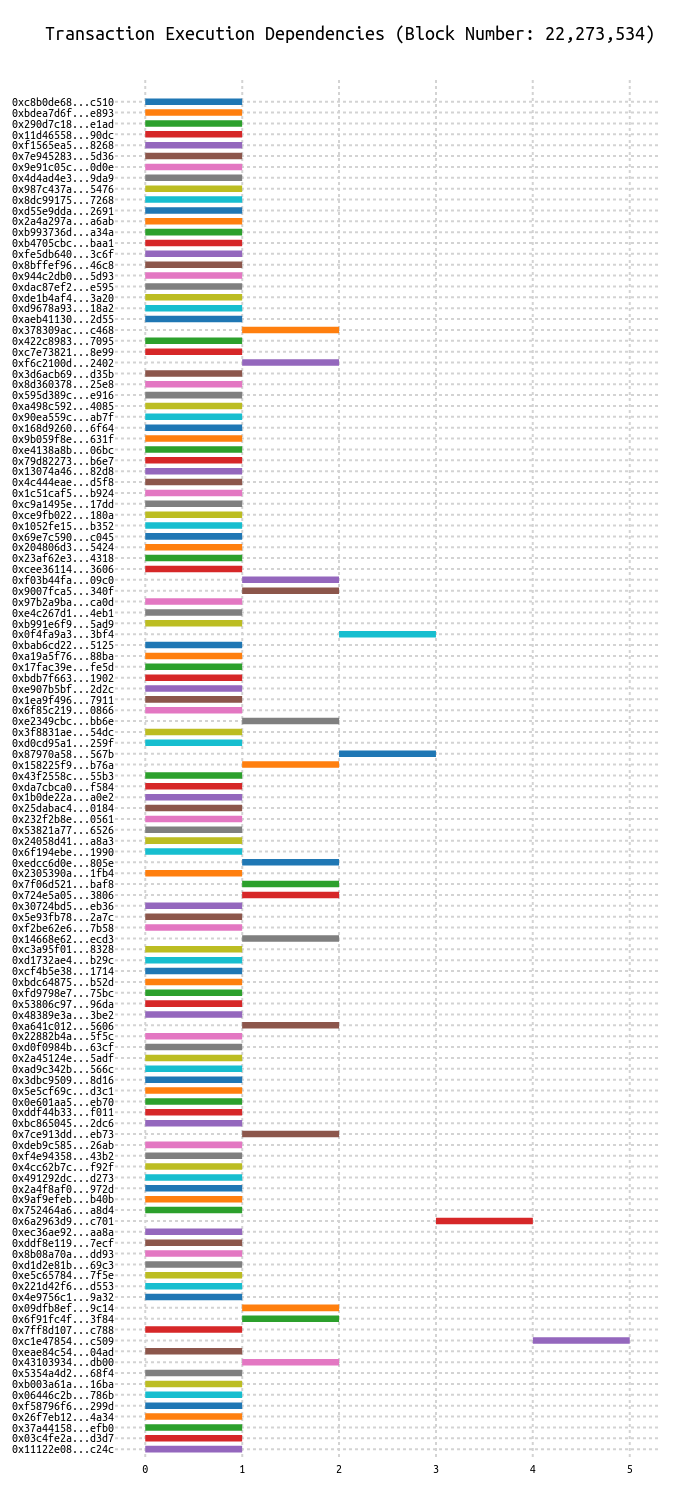 Transaction Execution Dependencies (Block Number: 22,273,534)
0xc8b0de68...c510
0xbdea7d6f...e893
0x290d7c18...e1ad
0x11d46558...90dc
0xf1565ea5...8268
0x7e945283...5d36
0x9e91c05c...0d0e
0x4d4ad4e3...9da9
0x987c437a...5476
0x8dc99175...7268
0xd55e9dda...2691
0x2a4a297a...a6ab
0xb993736d...a34a
0xb4705cbc...baa1
0xfe5db640...3c6f
0x8bffef96...46c8
0x944c2db0...5d93
0xdac87ef2...e595
0xde1b4af4...3a20
0xd9678a93...18a2
0xaeb41130...2d55
0x378309ac...c468
0x422c8983...7095
0xc7e73821...8e99
0xf6c2100d...2402
0x3d6acb69...d35b
0x8d360378...25e8
0x595d389c...e916
0xa498c592...4085
0x90ea559c...ab7f
0x168d9260...6f64
0x9b059f8e...631f
0xe4138a8b...06bc
0x79d82273...b6e7
0x13074a46...82d8
0x4c444eae...d5f8
0x1c51caf5...b924
0xc9a1495e...17dd
0xce9fb022...180a
0x1052fe15...b352
0x69e7c590...c045
0x204806d3...5424
0x23af62e3...4318
0xcee36114...3606
0xf03b44fa...09c0
0x9007fca5...340f
0x97b2a9ba...ca0d
0xe4c267d1...4eb1
0xb991e6f9...5ad9
0x0f4fa9a3...3bf4
0xbab6cd22...5125
0xa19a5f76...88ba
0x17fac39e...fe5d
0xbdb7f663...1902
0xe907b5bf...2d2c
0x1ea9f496...7911
0x6f85c219...0866
0xe2349cbc...bb6e
0x3f8831ae...54dc
0xd0cd95a1...259f
0x87970a58...567b
0x158225f9...b76a
0x43f2558c...55b3
0xda7cbca0...f584
0x1b0de22a...a0e2
0x25dabac4...0184
0x232f2b8e...0561
0x53821a77...6526
0x24058d41...a8a3
0x6f194ebe...1990
0xedcc6d0e...805e
0x2305390a...1fb4
0x7f06d521...baf8
0x724e5a05...3806
0x30724bd5...eb36
0x5e93fb78...2a7c
0xf2be62e6...7b58
0x14668e62...ecd3
0xc3a95f01...8328
0xd1732ae4...b29c
0xcf4b5e38...1714
0xbdc64875...b52d
0xfd9798e7...75bc
0x53806c97...96da
0x48389e3a...3be2
0xa641c012...5606
0x22882b4a...5f5c
0xd0f0984b...63cf
0x2a45124e...5adf
0xad9c342b...566c
0x3dbc9509...8d16
0x5e5cf69c...d3c1
0x0e601aa5...eb70
0xddf44b33...f011
0xbc865045...2dc6
0x7ce913dd...eb73
0xdeb9c585...26ab
0xf4e94358...43b2
0x4cc62b7c...f92f
0x491292dc...d273
0x2a4f8af0...972d
0x9af9efeb...b40b
0x752464a6...a8d4
0x6a2963d9...c701
0xec36ae92...aa8a
0xddf8e119...7ecf
0x8b08a70a...dd93
0xd1d2e81b...69c3
0xe5c65784...7f5e
0x221d42f6...d553
0x4e9756c1...9a32
0x09dfb8ef...9c14
0x6f91fc4f...3f84
0x7ff8d107...c788
0xc1e47854...c509
0xeae84c54...04ad
0x43103934...db00
0x5354a4d2...68f4
0xb003a61a...16ba
0x06446c2b...786b
0xf58796f6...299d
0x26f7eb12...4a34
0x37a44158...efb0
0x03c4fe2a...d3d7
0x11122e08...c24c
0 1 2 3 4 5